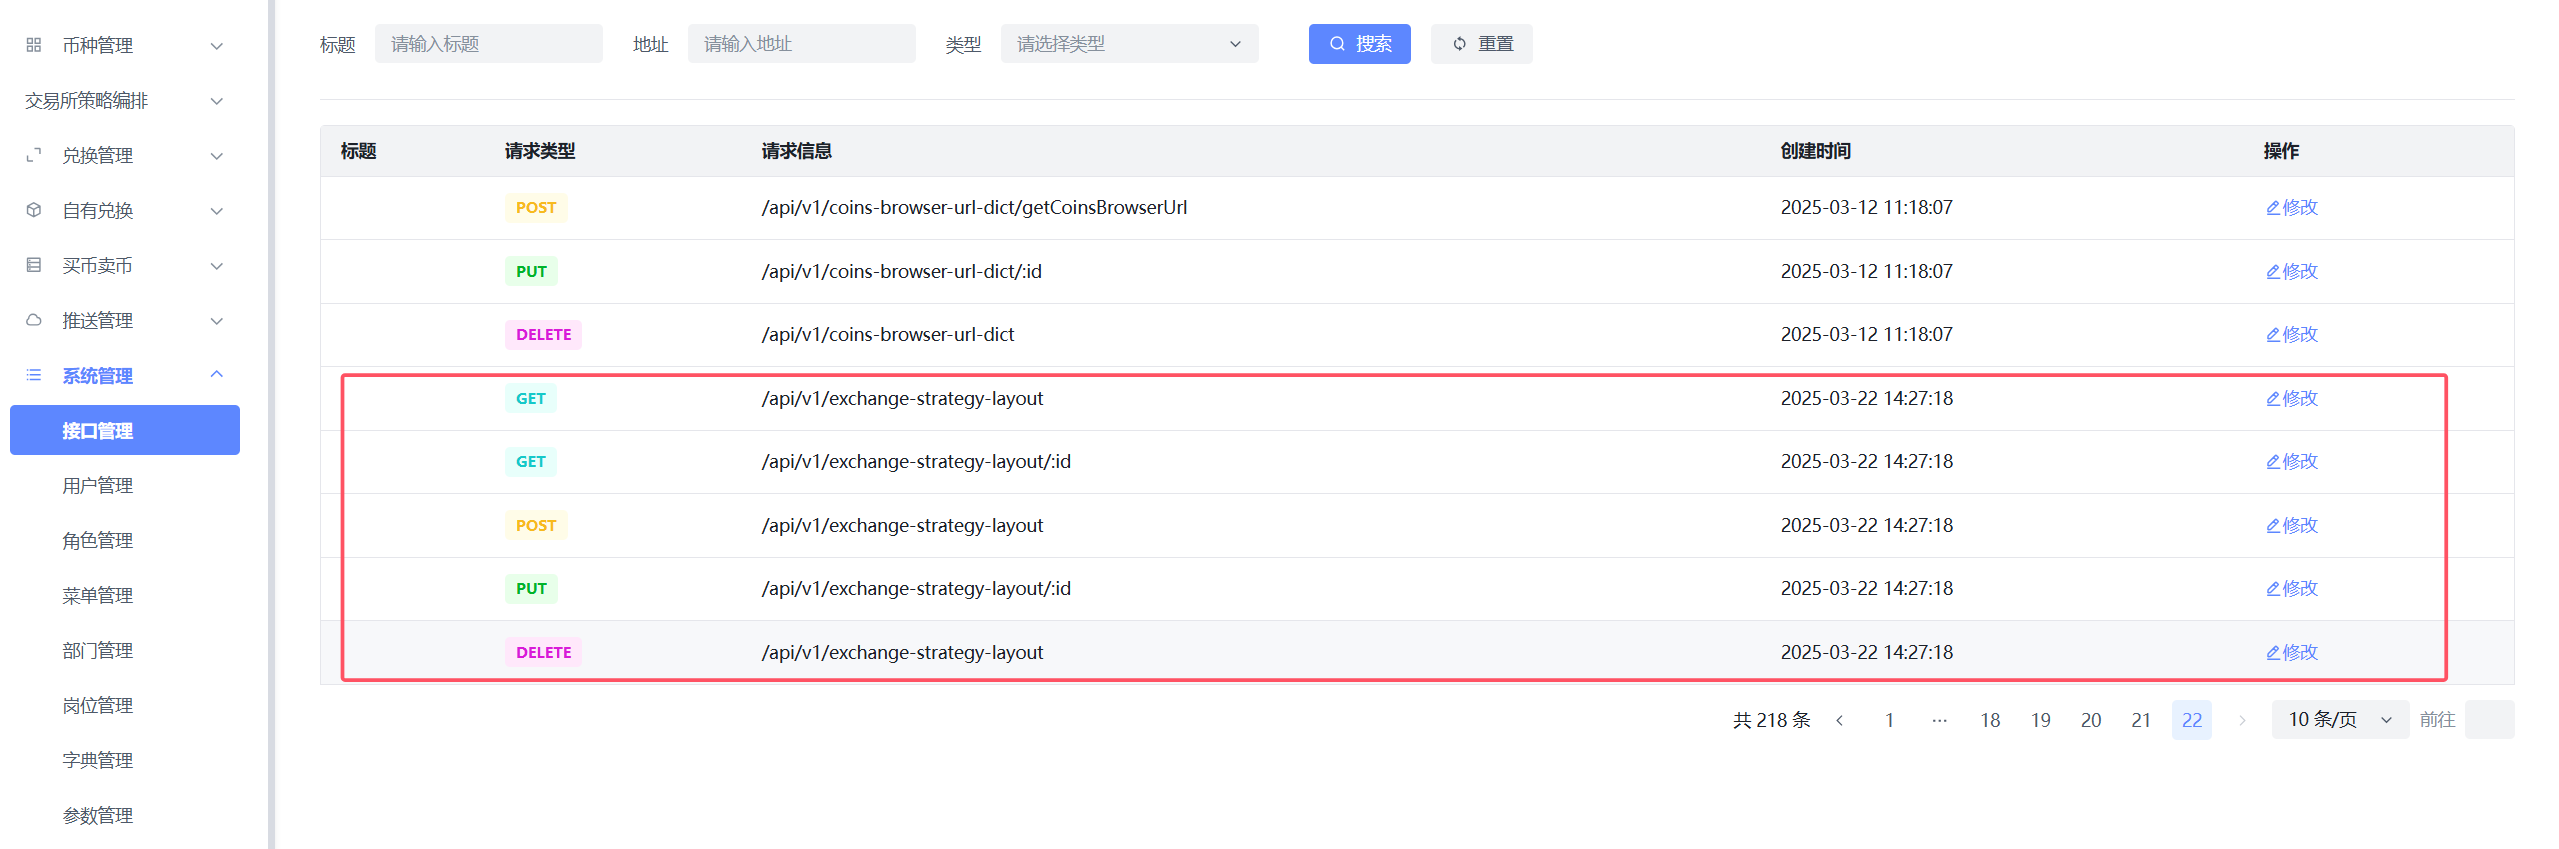 币种管理
交易所策略编排
兑换管理
自有兑换
买币卖币
推送管理
系统管理
接口管理
用户管理
角色管理
菜单管理
部门管理
岗位管理
字典管理
参数管理
标题 请输入标题 地址 请输入地址 类型 请选择类型 搜索 重置
标题 请求类型 请求信息 创建时间 操作
POST /api/v1/coins-browser-url-dict/getCoinsBrowserUrl 2025-03-12 11:18:07 修改
PUT /api/v1/coins-browser-url-dict/:id 2025-03-12 11:18:07 修改
DELETE /api/v1/coins-browser-url-dict 2025-03-12 11:18:07 修改
GET /api/v1/exchange-strategy-layout 2025-03-22 14:27:18 修改
GET /api/v1/exchange-strategy-layout/:id 2025-03-22 14:27:18 修改
POST /api/v1/exchange-strategy-layout 2025-03-22 14:27:18 修改
PUT /api/v1/exchange-strategy-layout/:id 2025-03-22 14:27:18 修改
DELETE /api/v1/exchange-strategy-layout 2025-03-22 14:27:18 修改
共 218 条 1 ··· 18 19 20 21 22 10 条/页 前往